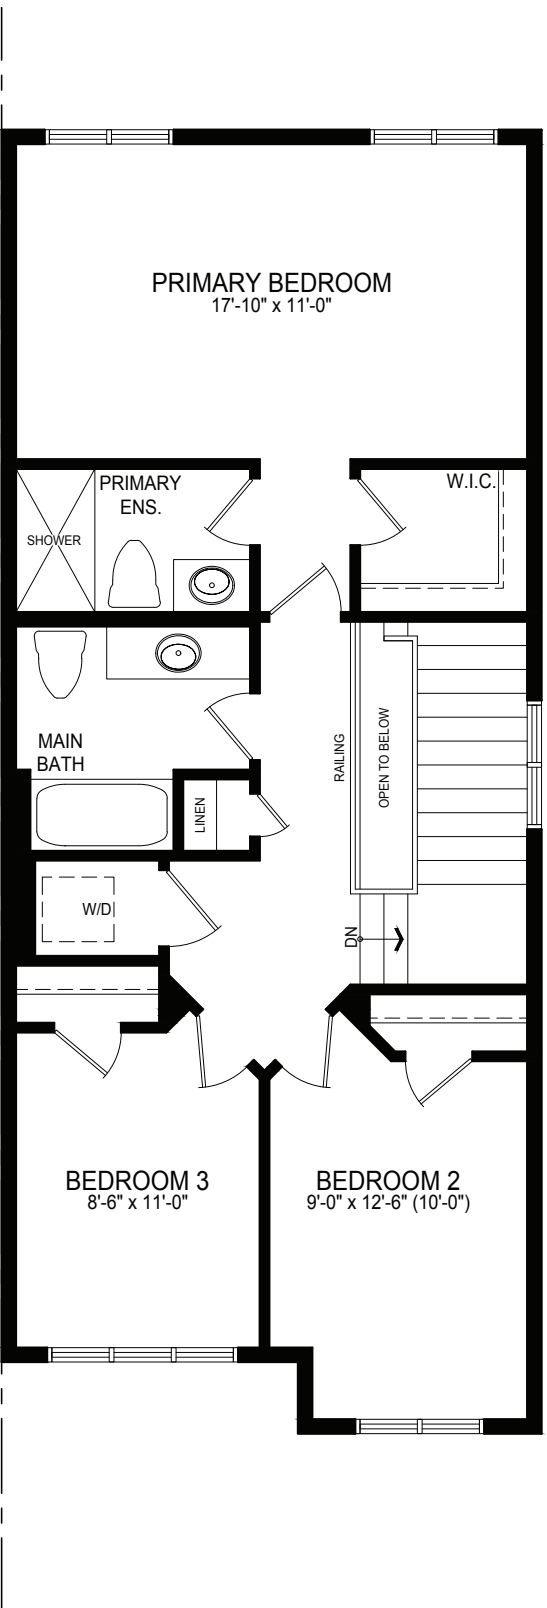 PRIMARY BEDROOM
17'-10" x 11'-0"
PRIMARY
ENS.
W.I.C.
SHOWER
MAIN
BATH
RAILING
OPEN TO BELOW
LINEN
W/D
DN
BEDROOM 3
8'-6" x 11'-0"
BEDROOM 2
9'-0" x 12'-6" (10'-0")